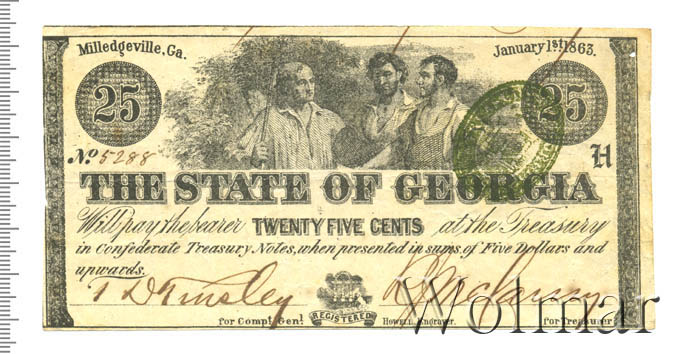 Milledgeville, Ga.
January 1st 1863.
25
25
No 5288
H
THE STATE OF GEORGIA
Will pay the bearer TWENTY FIVE CENTS at the Treasury
in Confederate Treasury Notes, when presented in sums of Five Dollars and
upwards.
for Compt. Genl.
REGISTERED
Howell, Engraver.
for Treasurer
Wolmar